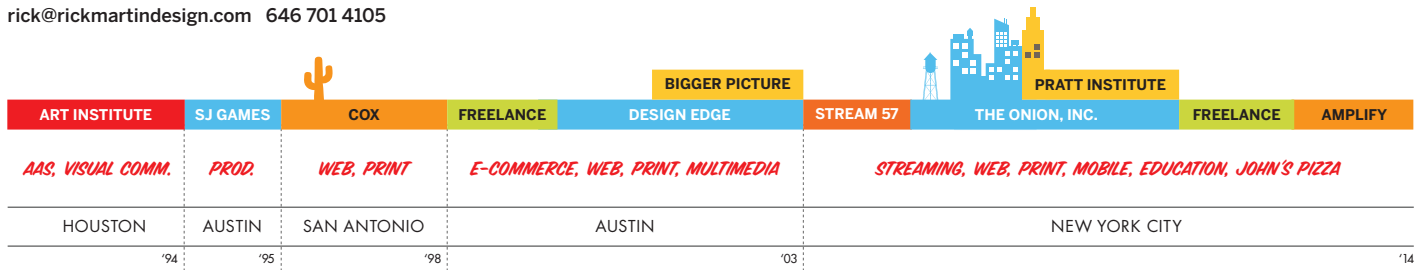 rick@rickmartindesign.com 646 701 4105
BIGGER PICTURE
PRATT INSTITUTE
ART INSTITUTE SJ GAMES COX FREELANCE DESIGN EDGE STREAM 57 THE ONION, INC. FREELANCE AMPLIFY
AAS, VISUAL COMM. PROD. WEB, PRINT E-COMMERCE, WEB, PRINT, MULTIMEDIA STREAMING, WEB, PRINT, MOBILE, EDUCATION, JOHN'S PIZZA
HOUSTON AUSTIN SAN ANTONIO AUSTIN NEW YORK CITY
'94 '95 '98 '03 '14